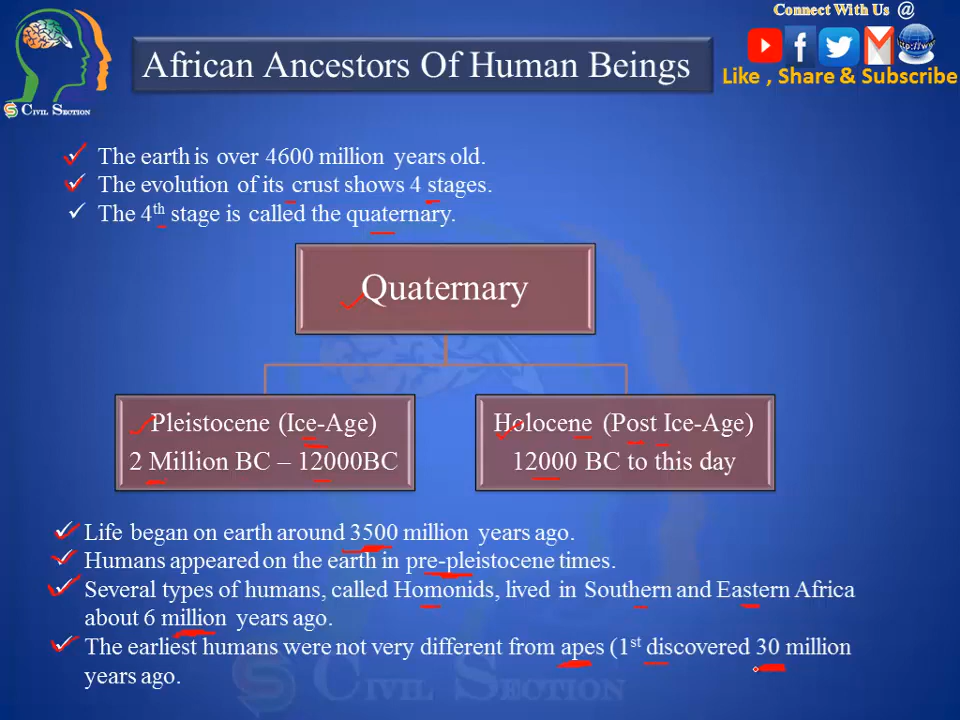 Connect With Us @
African Ancestors Of Human Beings
Like , Share & Subscribe
CIVIL SECTION
The earth is over 4600 million years old.
The evolution of its crust shows 4 stages.
The 4th stage is called the quaternary.
Quaternary
Pleistocene (Ice-Age)
2 Million BC – 12000BC
Holocene (Post Ice-Age)
12000 BC to this day
Life began on earth around 3500 million years ago.
Humans appeared on the earth in pre-pleistocene times.
Several types of humans, called Homonids, lived in Southern and Eastern Africa
about 6 million years ago.
The earliest humans were not very different from apes (1st discovered 30 million
years ago.
CIVIL SECTION